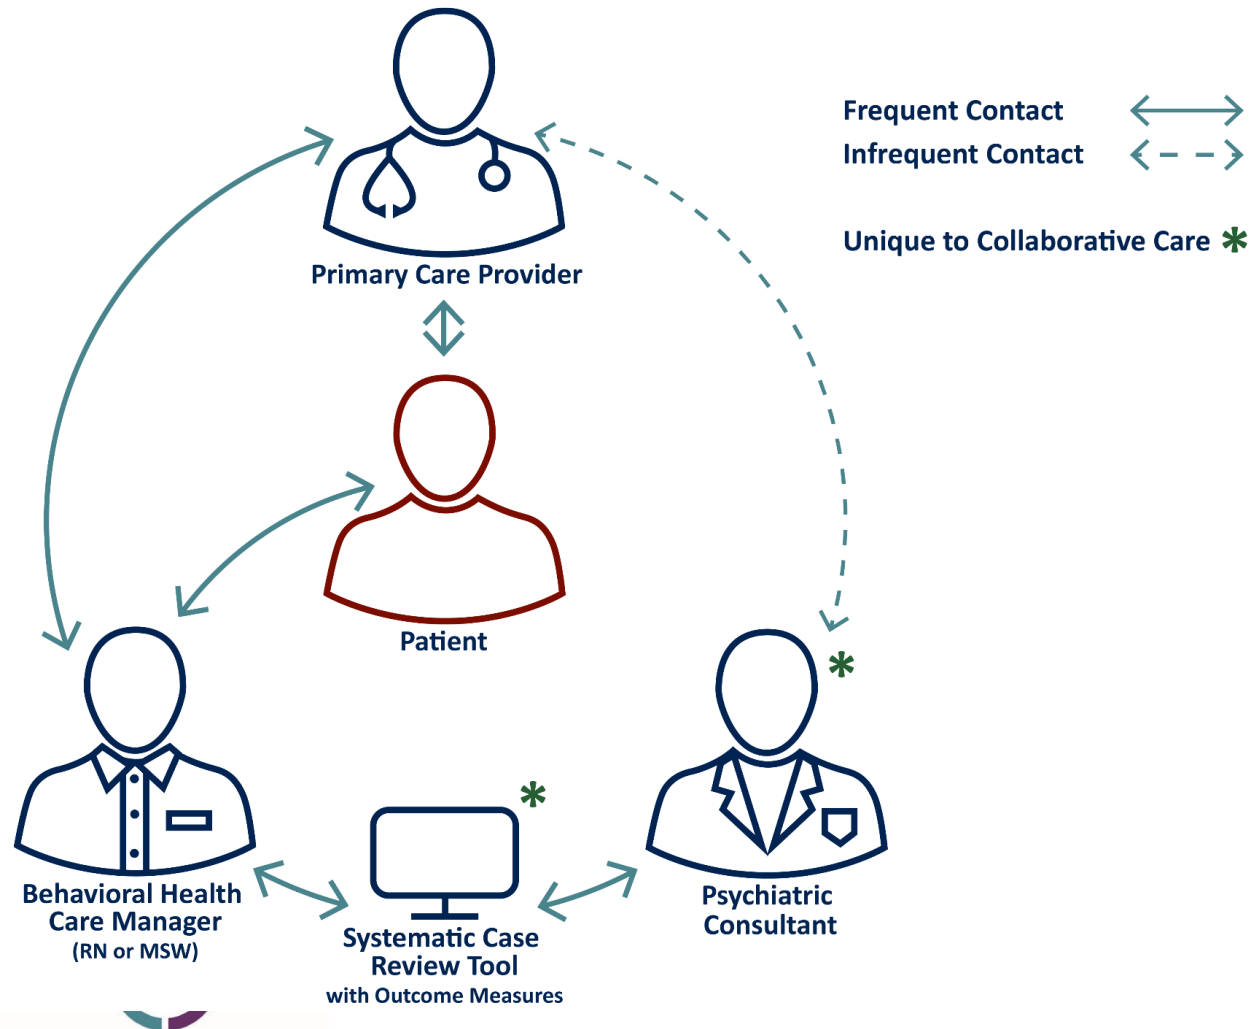 Frequent Contact
Infrequent Contact
Unique to Collaborative Care *
Primary Care Provider
Patient
*
*
Behavioral Health
Care Manager
(RN or MSW)
Systematic Case
Review Tool
with Outcome Measures
Psychiatric
Consultant